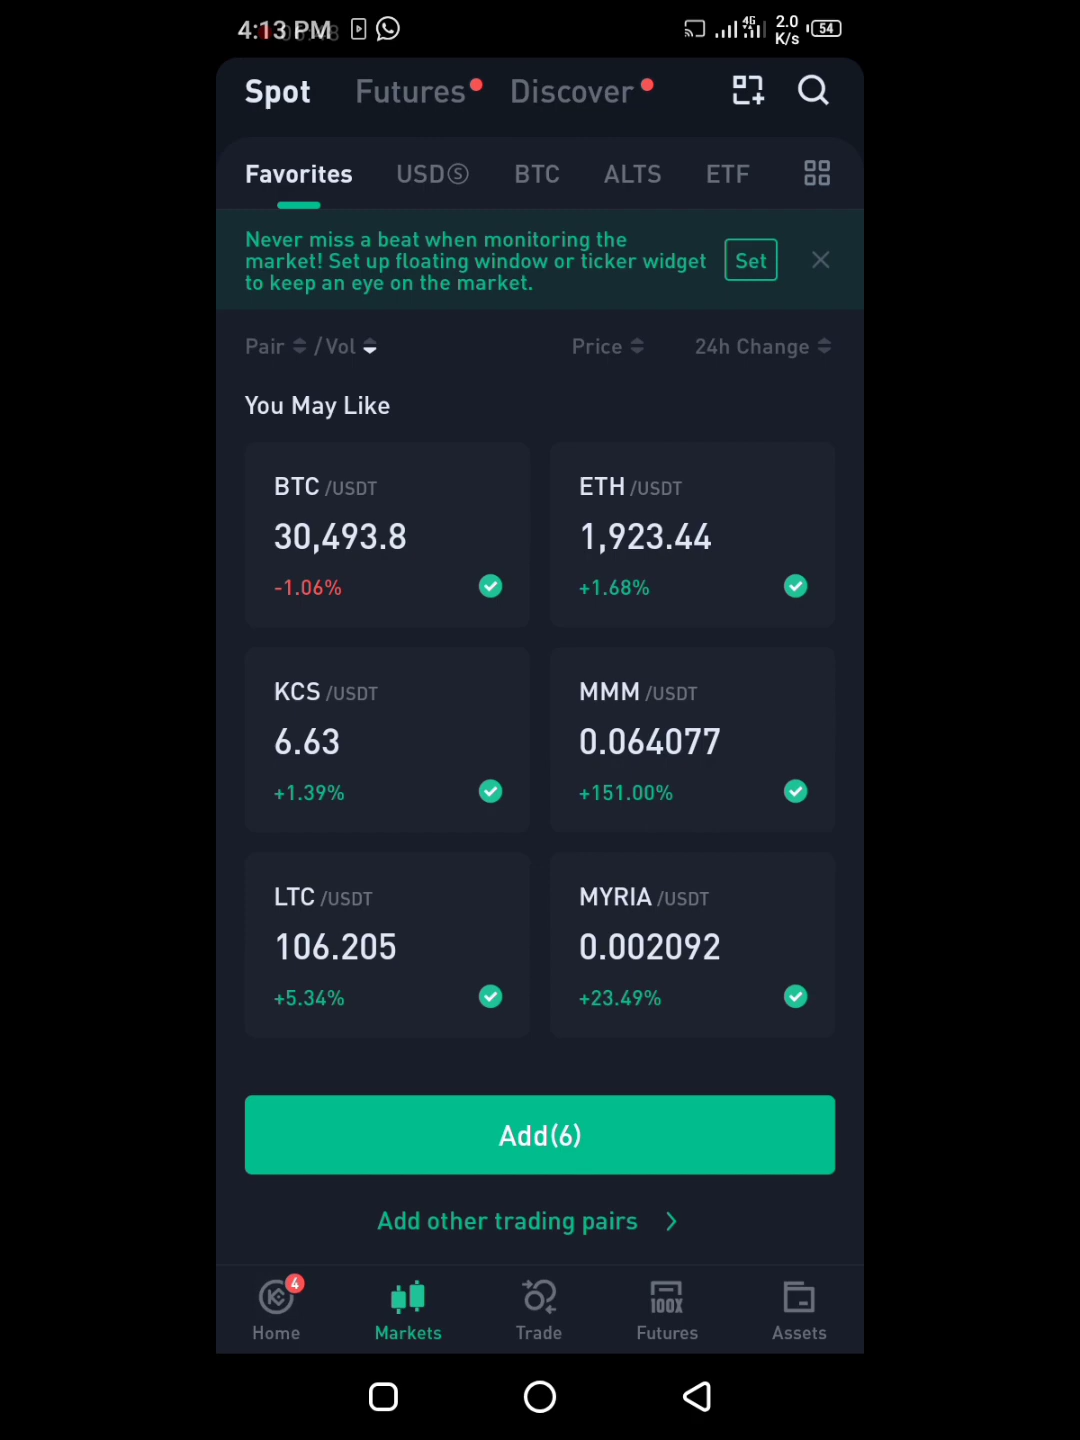 4:13 PM
4G 2.0 K/s 54
Spot Futures Discover
Favorites USDⓈ BTC ALTS ETF
Never miss a beat when monitoring the
market! Set up floating window or ticker widget
to keep an eye on the market.
Set
Pair / Vol Price 24h Change
You May Like
BTC /USDT
30,493.8
-1.06%
ETH /USDT
1,923.44
+1.68%
KCS /USDT
6.63
+1.39%
MMM /USDT
0.064077
+151.00%
LTC /USDT
106.205
+5.34%
MYRIA /USDT
0.002092
+23.49%
Add(6)
Add other trading pairs
4
100X
Home Markets Trade Futures Assets